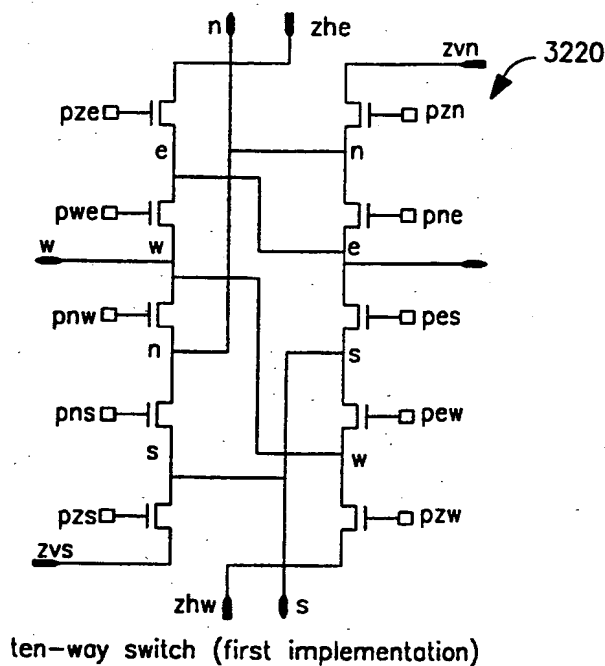 n zhe
zvn
3220
pze
pzn
e
n
pwe
pne
w
w
e
pnw
pes
n
s
pns
pew
s
w
pzs
pzw
zvs
zhw s
ten-way switch (first implementation)